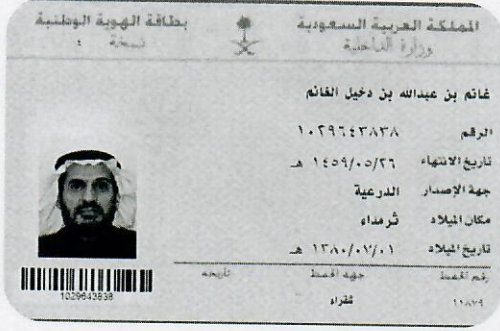 المملكة العربية السعودية
وزارة الداخلية
بطاقة الهوية الوطنية
نسخة
غانم بن عبدالله بن دخيل الغانم
الرقم ١٠٢٩٦٤٣٨٣٨
تاريخ الانتهاء ١٤٥٩/٠٥/٢٦ هـ
جهة الإصدار الدرعية
مكان الميلاد ثرمداء
تاريخ الميلاد ١٣٨٠/٠٧/٠١ هـ
رقم الحفظ جهة الحفظ تاريخه
شقراء
1029643838